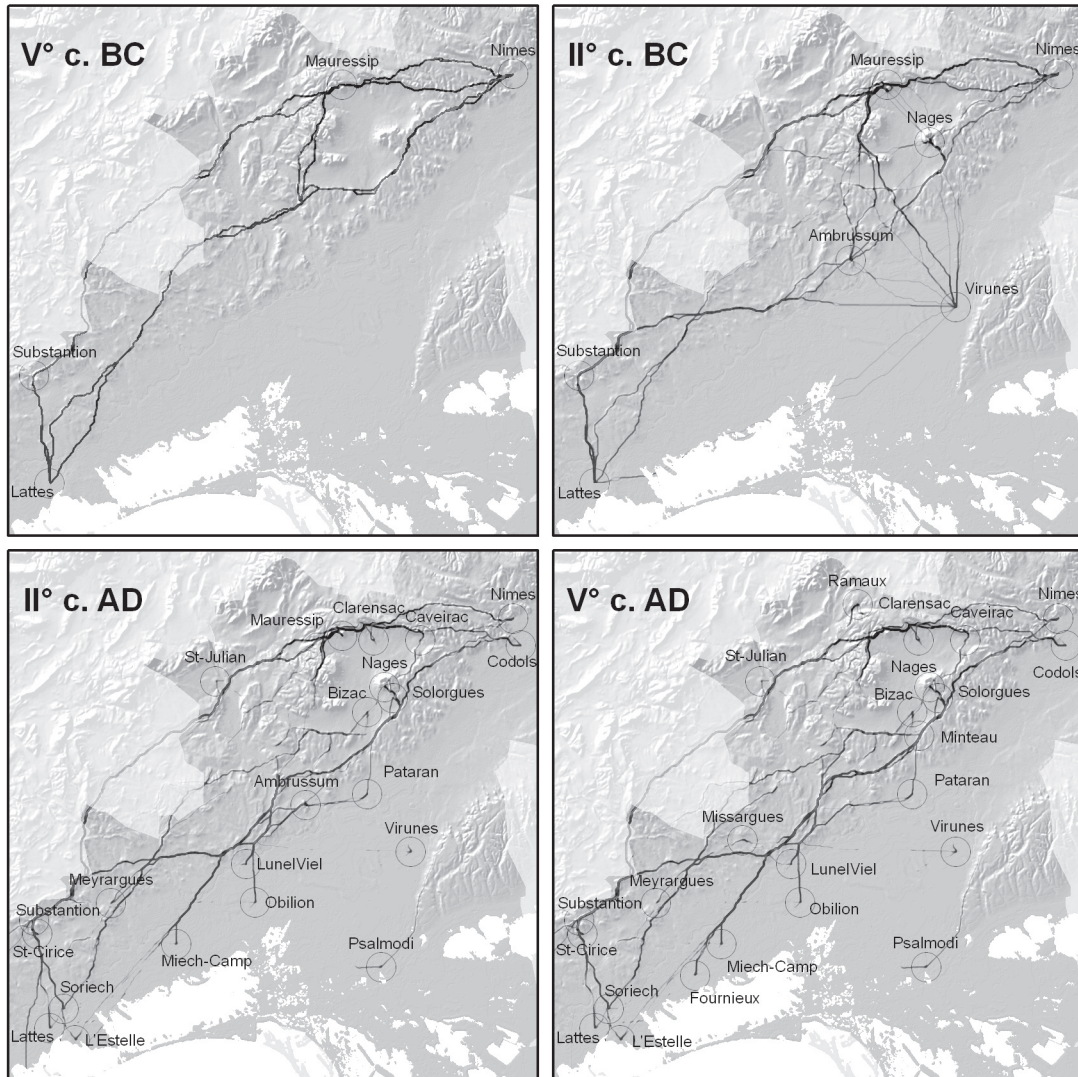 V° c. BC
Nimes
Mauressip
Substantion
Lattes
II° c. BC
Nimes
Mauressip
Nages
Ambrussum
Virunes
Substantion
Lattes
II° c. AD
Nimes
Clarensac
Mauressip
Caveirac
St-Julian
Nages
Codols
Bizac
Solorgues
Ambrussum
Pataran
Virunes
LunelViel
Meyrargues
Obilion
Substantion
St-Cirice
Miech-Camp
Psalmodi
Soriech
Lattes
L'Estelle
V° c. AD
Ramaux
Nimes
Clarensac
Caveirac
St-Julian
Nages
Codols
Bizac
Solorgues
Minteau
Pataran
Missargues
Virunes
LunelViel
Meyrargues
Substantion
Obilion
St-Cirice
Psalmodi
Miech-Camp
Soriech
Fournieux
Lattes
L'Estelle